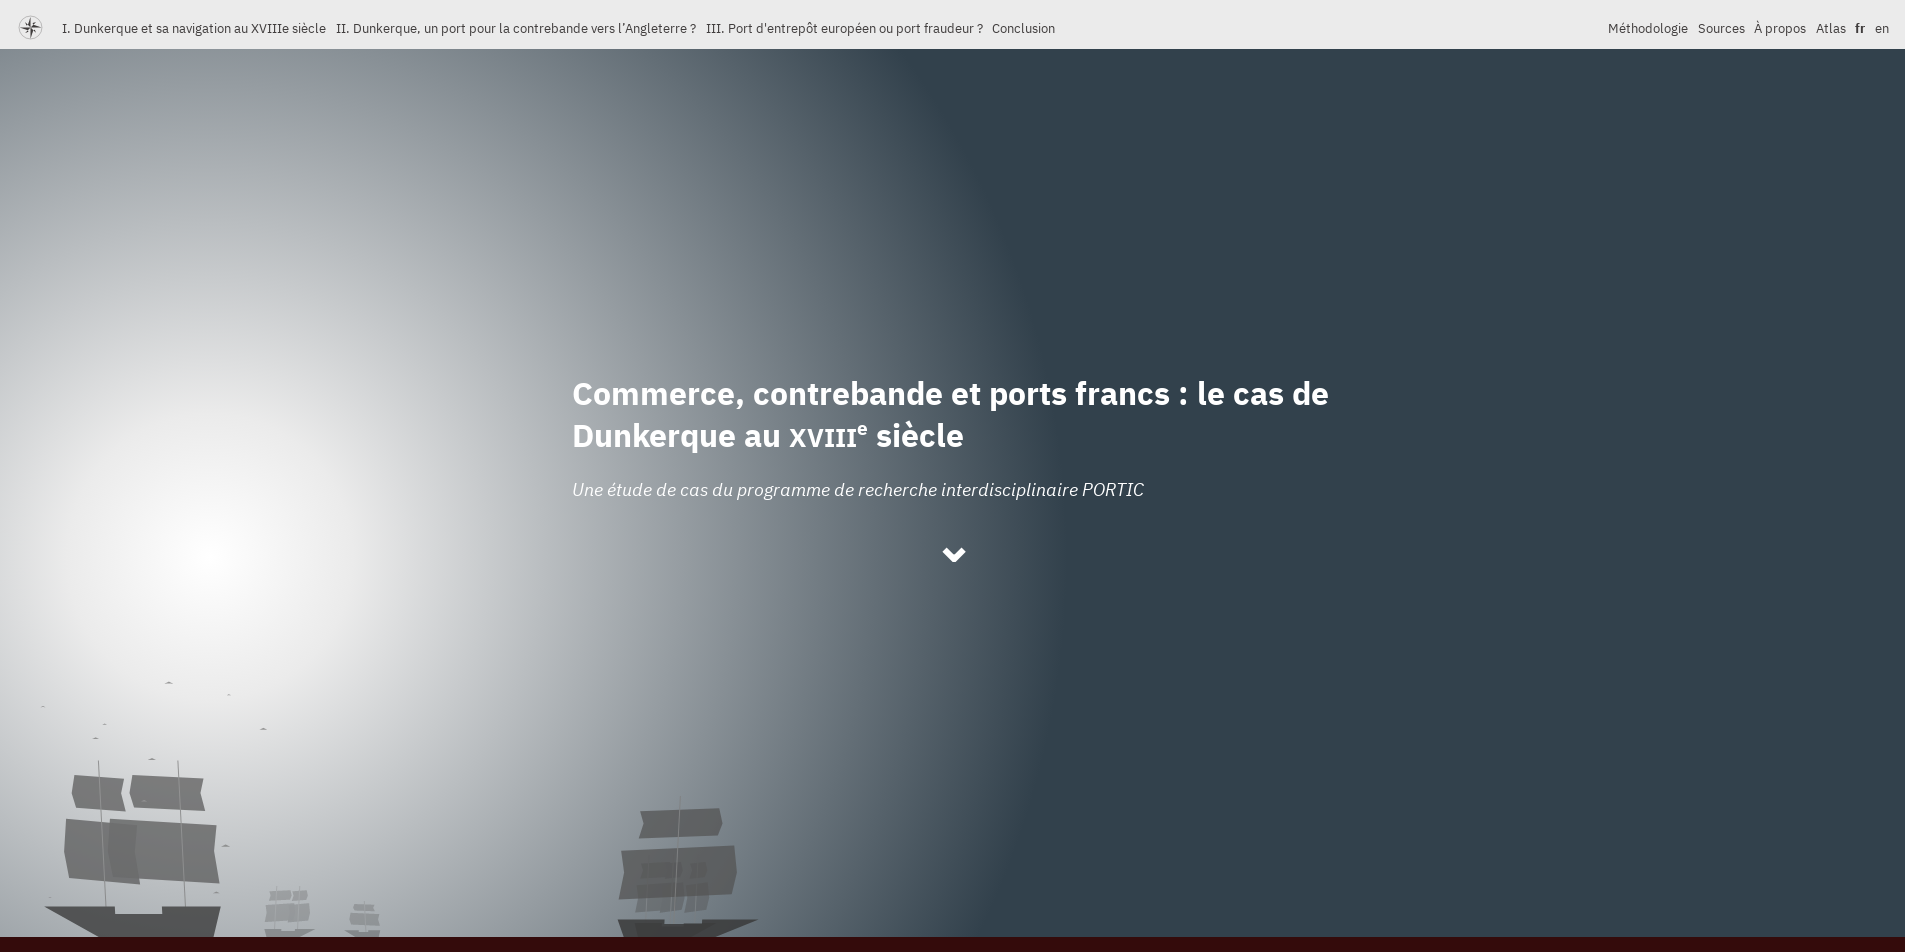 I. Dunkerque et sa navigation au XVIIIe siècle II. Dunkerque, un port pour la contrebande vers l’Angleterre ? III. Port d'entrepôt européen ou port fraudeur ? Conclusion Méthodologie Sources À propos Atlas fr en
Commerce, contrebande et ports francs : le cas de
Dunkerque au XVIIIe siècle
Une étude de cas du programme de recherche interdisciplinaire PORTIC